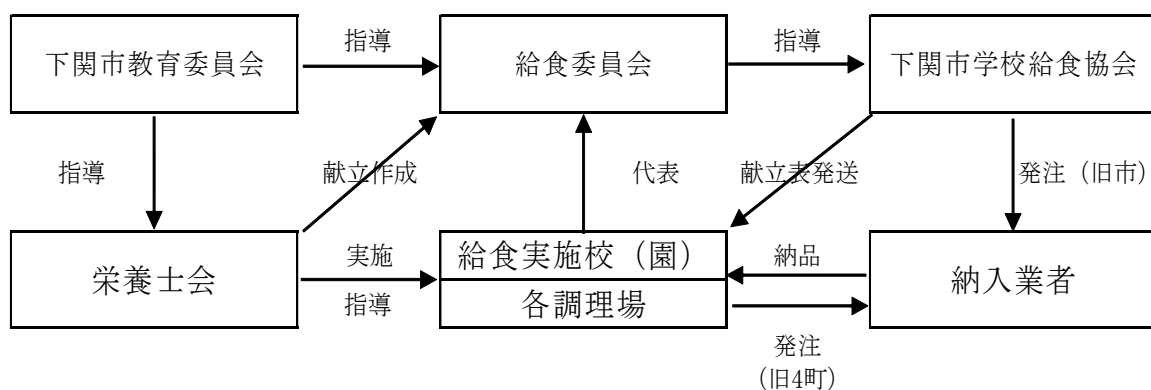 指導
指導
下関市教育委員会
給食委員会
下関市学校給食協会
指導
献立作成
代表
献立表発送
発注（旧市）
栄養士会
実施
指導
給食実施校（園）
各調理場
納品
納入業者
発注
（旧4町）